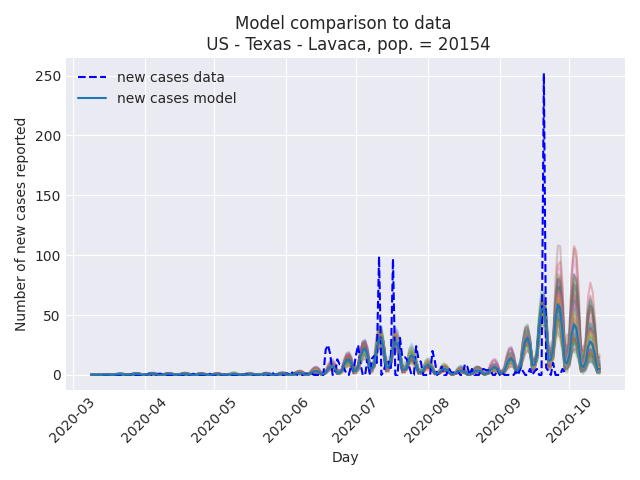 Model comparison to data
US - Texas - Lavaca, pop. = 20154
new cases data
new cases model
Number of new cases reported
250
200
150
100
50
0
2020-03
2020-04
2020-05
2020-06
2020-07
2020-08
2020-09
2020-10
Day